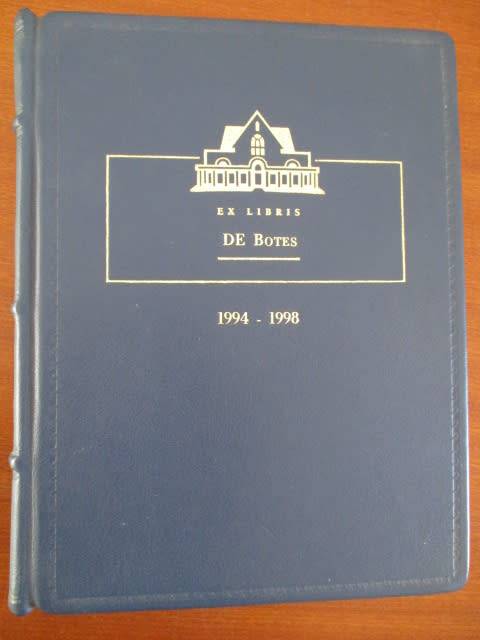 EX LIBRIS
DE BOTES
1994 - 1998